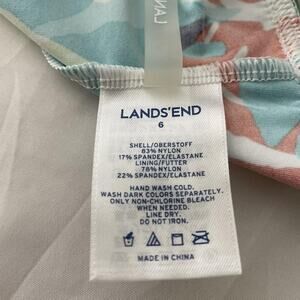 LANDS'END
6
SHELL/OBERSTOFF
83% NYLON
17% SPANDEX/ELASTANE
LINING/FUTTER
78% NYLON
22% SPANDEX/ELASTANE
HAND WASH COLD.
WASH DARK COLORS SEPARATELY.
ONLY NON-CHLORINE BLEACH
WHEN NEEDED.
LINE DRY.
DO NOT IRON.
MADE IN CHINA